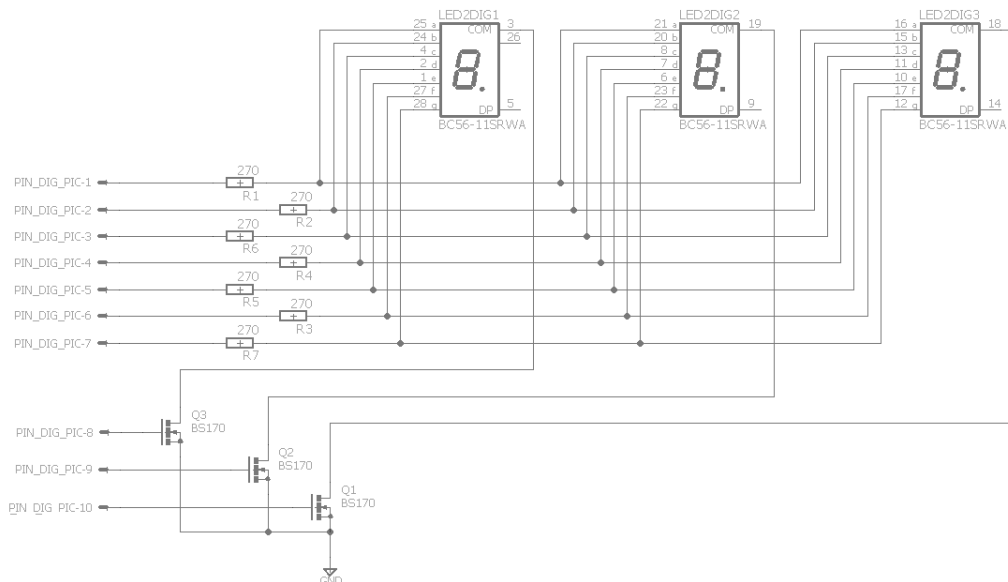 LED2DIG1 LED2DIG2 LED2DIG3
25 a COM 3 21 a COM 19 16 a COM 18
24 b 26 20 b 15 b
4 c 8 c 13 c
2 d 7 d 11 d
1 e 6 e 10 e
27 f 23 f 17 f
28 g DP 5 22 g DP 9 12 g DP 14
BC56-11SRWA BC56-11SRWA BC56-11SRWA
270
PIN_DIG_PIC-1
R1
270
PIN_DIG_PIC-2
R2
270
PIN_DIG_PIC-3
R6
270
PIN_DIG_PIC-4
R4
270
PIN_DIG_PIC-5
R5
270
PIN_DIG_PIC-6
R3
270
PIN_DIG_PIC-7
R7
Q3
BS170
PIN_DIG_PIC-8
Q2
BS170
PIN_DIG_PIC-9
Q1
BS170
PIN_DIG_PIC-10
GND